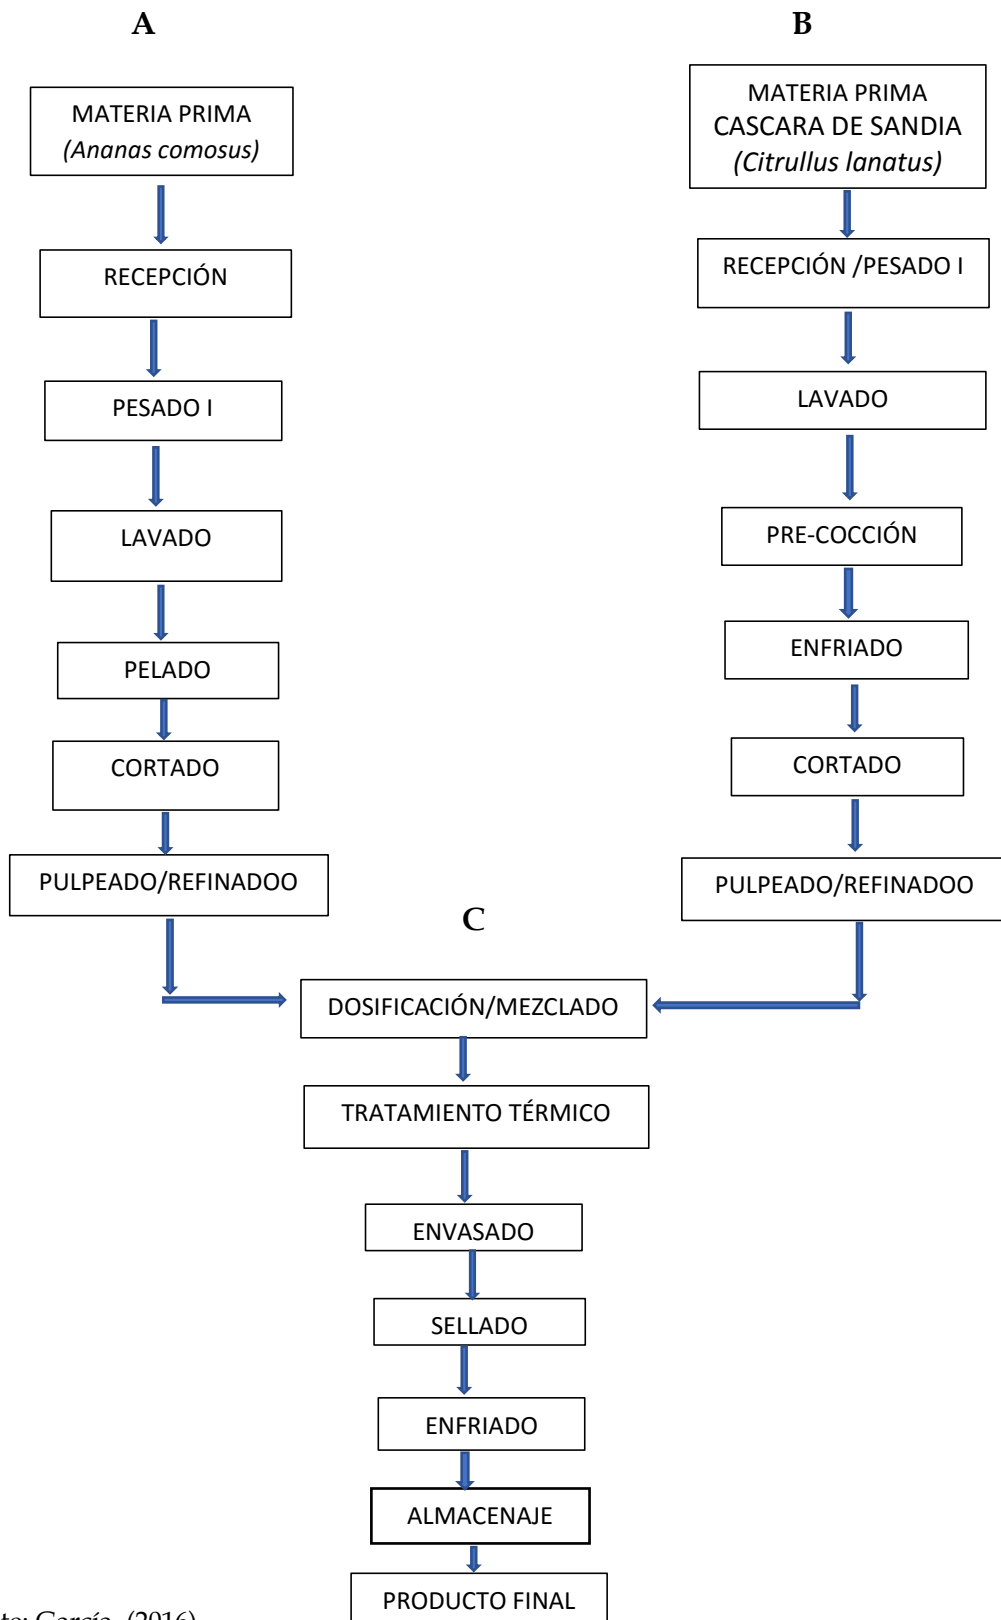 A
MATERIA PRIMA
(Ananas comosus)
RECEPCIÓN
PESADO I
LAVADO
PELADO
CORTADO
PULPEADO/REFINADOO
B
MATERIA PRIMA
CASCARA DE SANDIA
(Citrullus lanatus)
RECEPCIÓN /PESADO I
LAVADO
PRE-COCCIÓN
ENFRIADO
CORTADO
PULPEADO/REFINADOO
C
DOSIFICACIÓN/MEZCLADO
TRATAMIENTO TÉRMICO
ENVASADO
SELLADO
ENFRIADO
ALMACENAJE
PRODUCTO FINAL
García (2016)